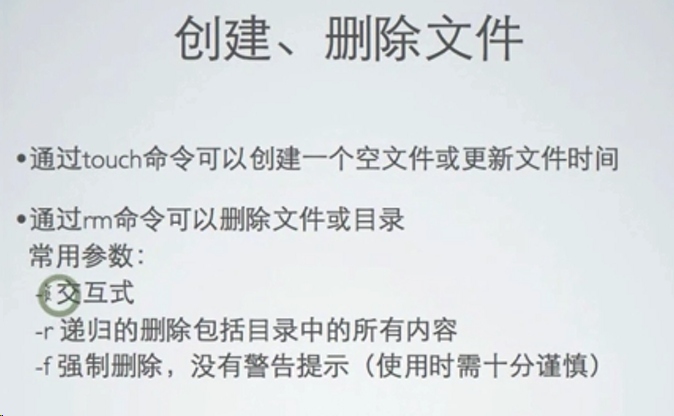 创建、删除文件
•通过touch命令可以创建一个空文件或更新文件时间
•通过rm命令可以删除文件或目录
常用参数：
-i 交互式
-r 递归的删除包括目录中的所有内容
-f 强制删除，没有警告提示（使用时需十分谨慎）